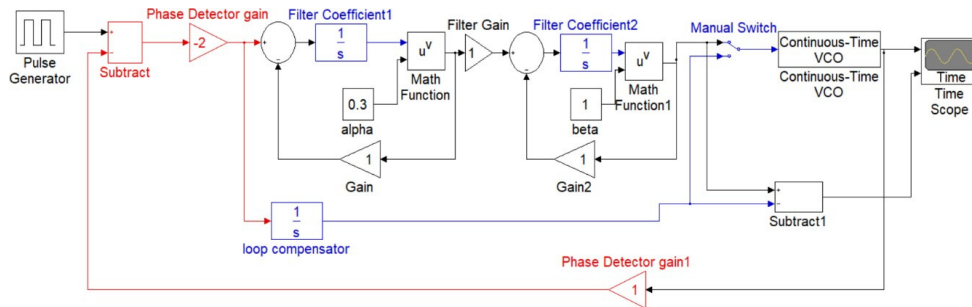 Phase Detector gain
Filter Coefficient1
Filter Gain
Filter Coefficient2
Manual Switch
Pulse
Generator
+
-
Subtract
-2
+
-
1
s
u^v
Math
Function
1
+
-
1
s
u^v
Math
Function1
Continuous-Time
VCO
Continuous-Time
VCO
Time
Time
Scope
0.3
alpha
1
beta
1
Gain
1
Gain2
+
-
Subtract1
1
s
loop compensator
Phase Detector gain1
1